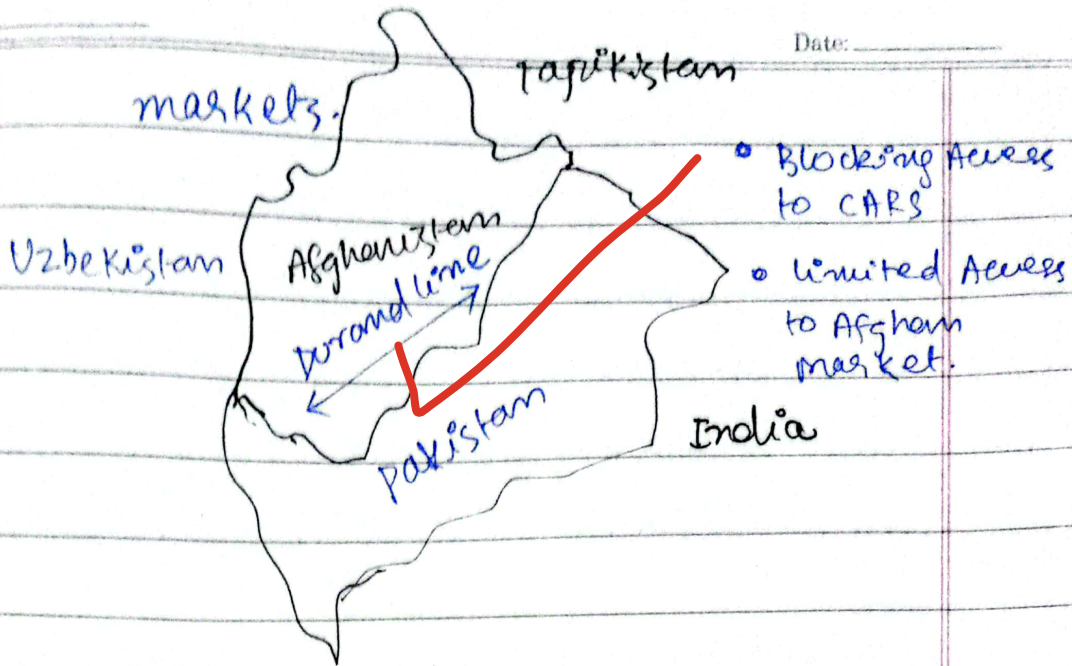 Date:
Tajikistan
markets.
Blocking Access
to CARS
Afghanistan
Uzbekistan
Durand line
limited Access
to Afghan
market.
Pakistan
India